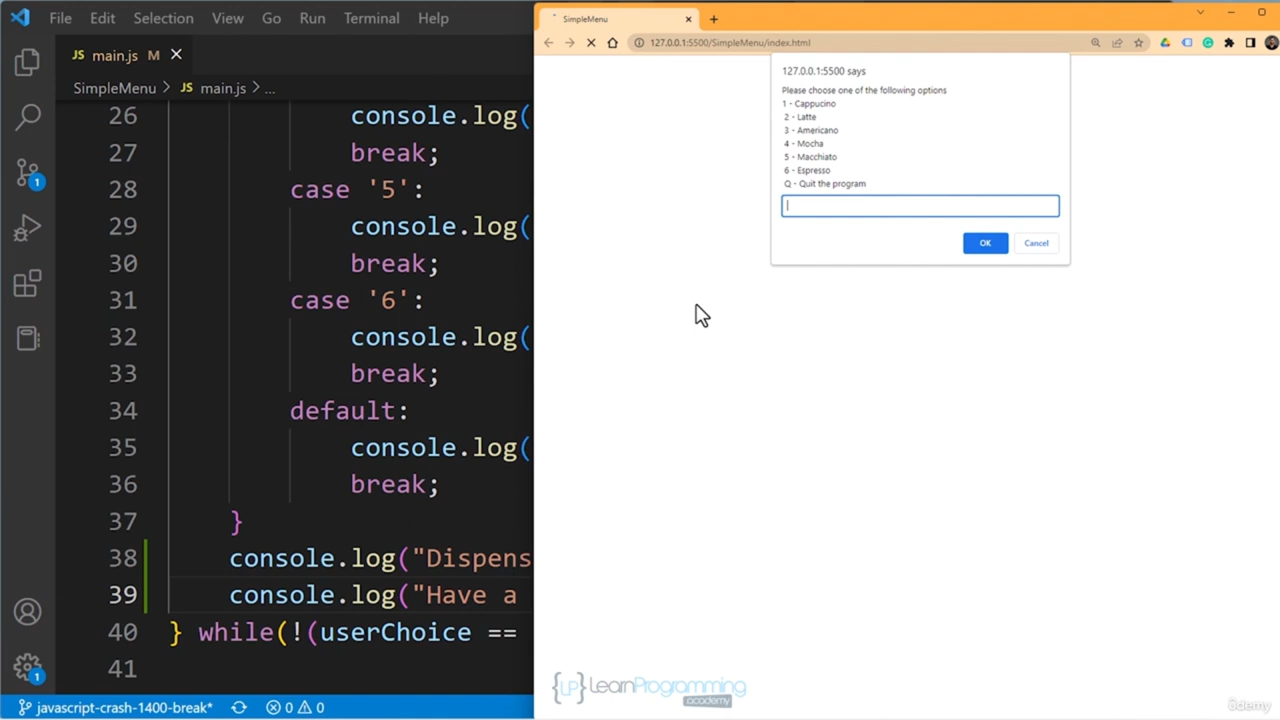 File Edit Selection View Go Run Terminal Help
JS main.js M
SimpleMenu > JS main.js > ...
26 console.log(
27 break;
28 case '5':
29 console.log(
30 break;
31 case '6':
32 console.log(
33 break;
34 default:
35 console.log(
36 break;
37 }
38 console.log("Dispens
39 console.log("Have a
40 } while(!(userChoice ==
41
1
1
javascript-crash-1400-break* 0 0
SimpleMenu
127.0.0.1:5500/SimpleMenu/index.html
127.0.0.1:5500 says
Please choose one of the following options
1 - Cappucino
2 - Latte
3 - Americano
4 - Mocha
5 - Macchiato
6 - Espresso
Q - Quit the program
OK Cancel
{LP} LearnProgramming
academy
ûdemy